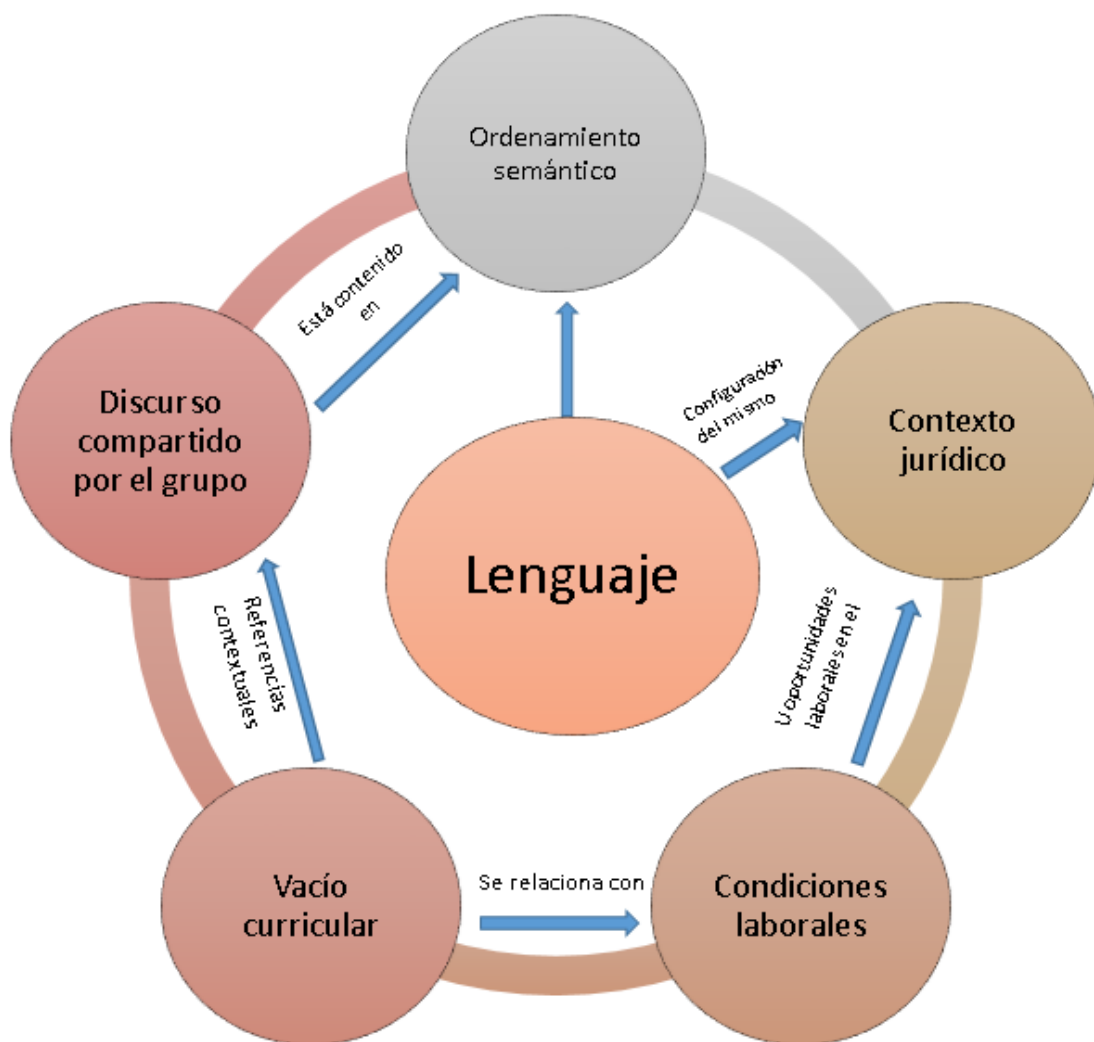 Ordenamiento
semántico
Está contenido
en
Discurso
compartido
por el grupo
Configuración
del mismo
Contexto
jurídico
Lenguaje
Referencias
contextuales
U oportunidades
laborales en el
Vacío
curricular
Se relaciona con
Condiciones
laborales